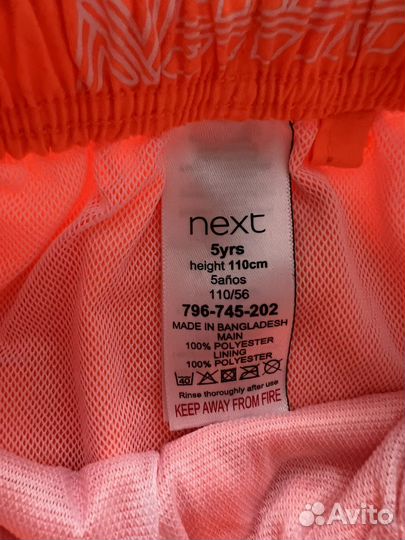 next
5yrs
height 110cm
5años
110/56
796-745-202
MADE IN BANGLADESH
MAIN
100% POLYESTER
LINING
100% POLYESTER
40
Rinse thoroughly after use
KEEP AWAY FROM FIRE
Avito